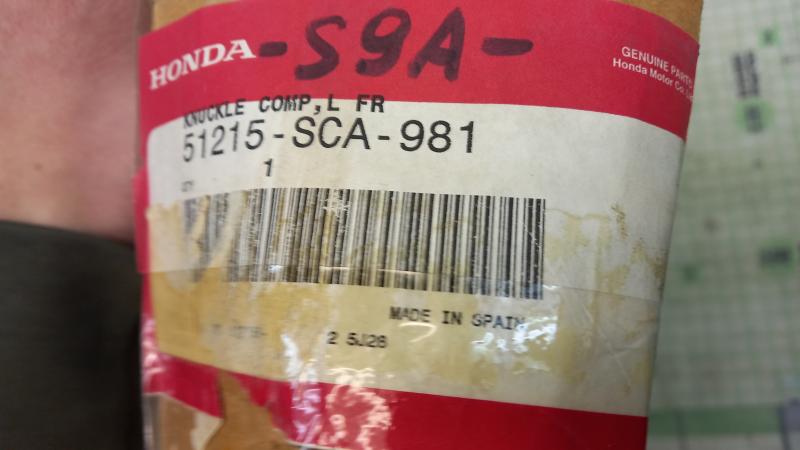 HONDA -S9A-
GENUINE PARTS
Honda Motor Co.,
KNUCKLE COMP,L FR
51215-SCA-981
QTY 1
MADE IN SPAIN
2 5J26